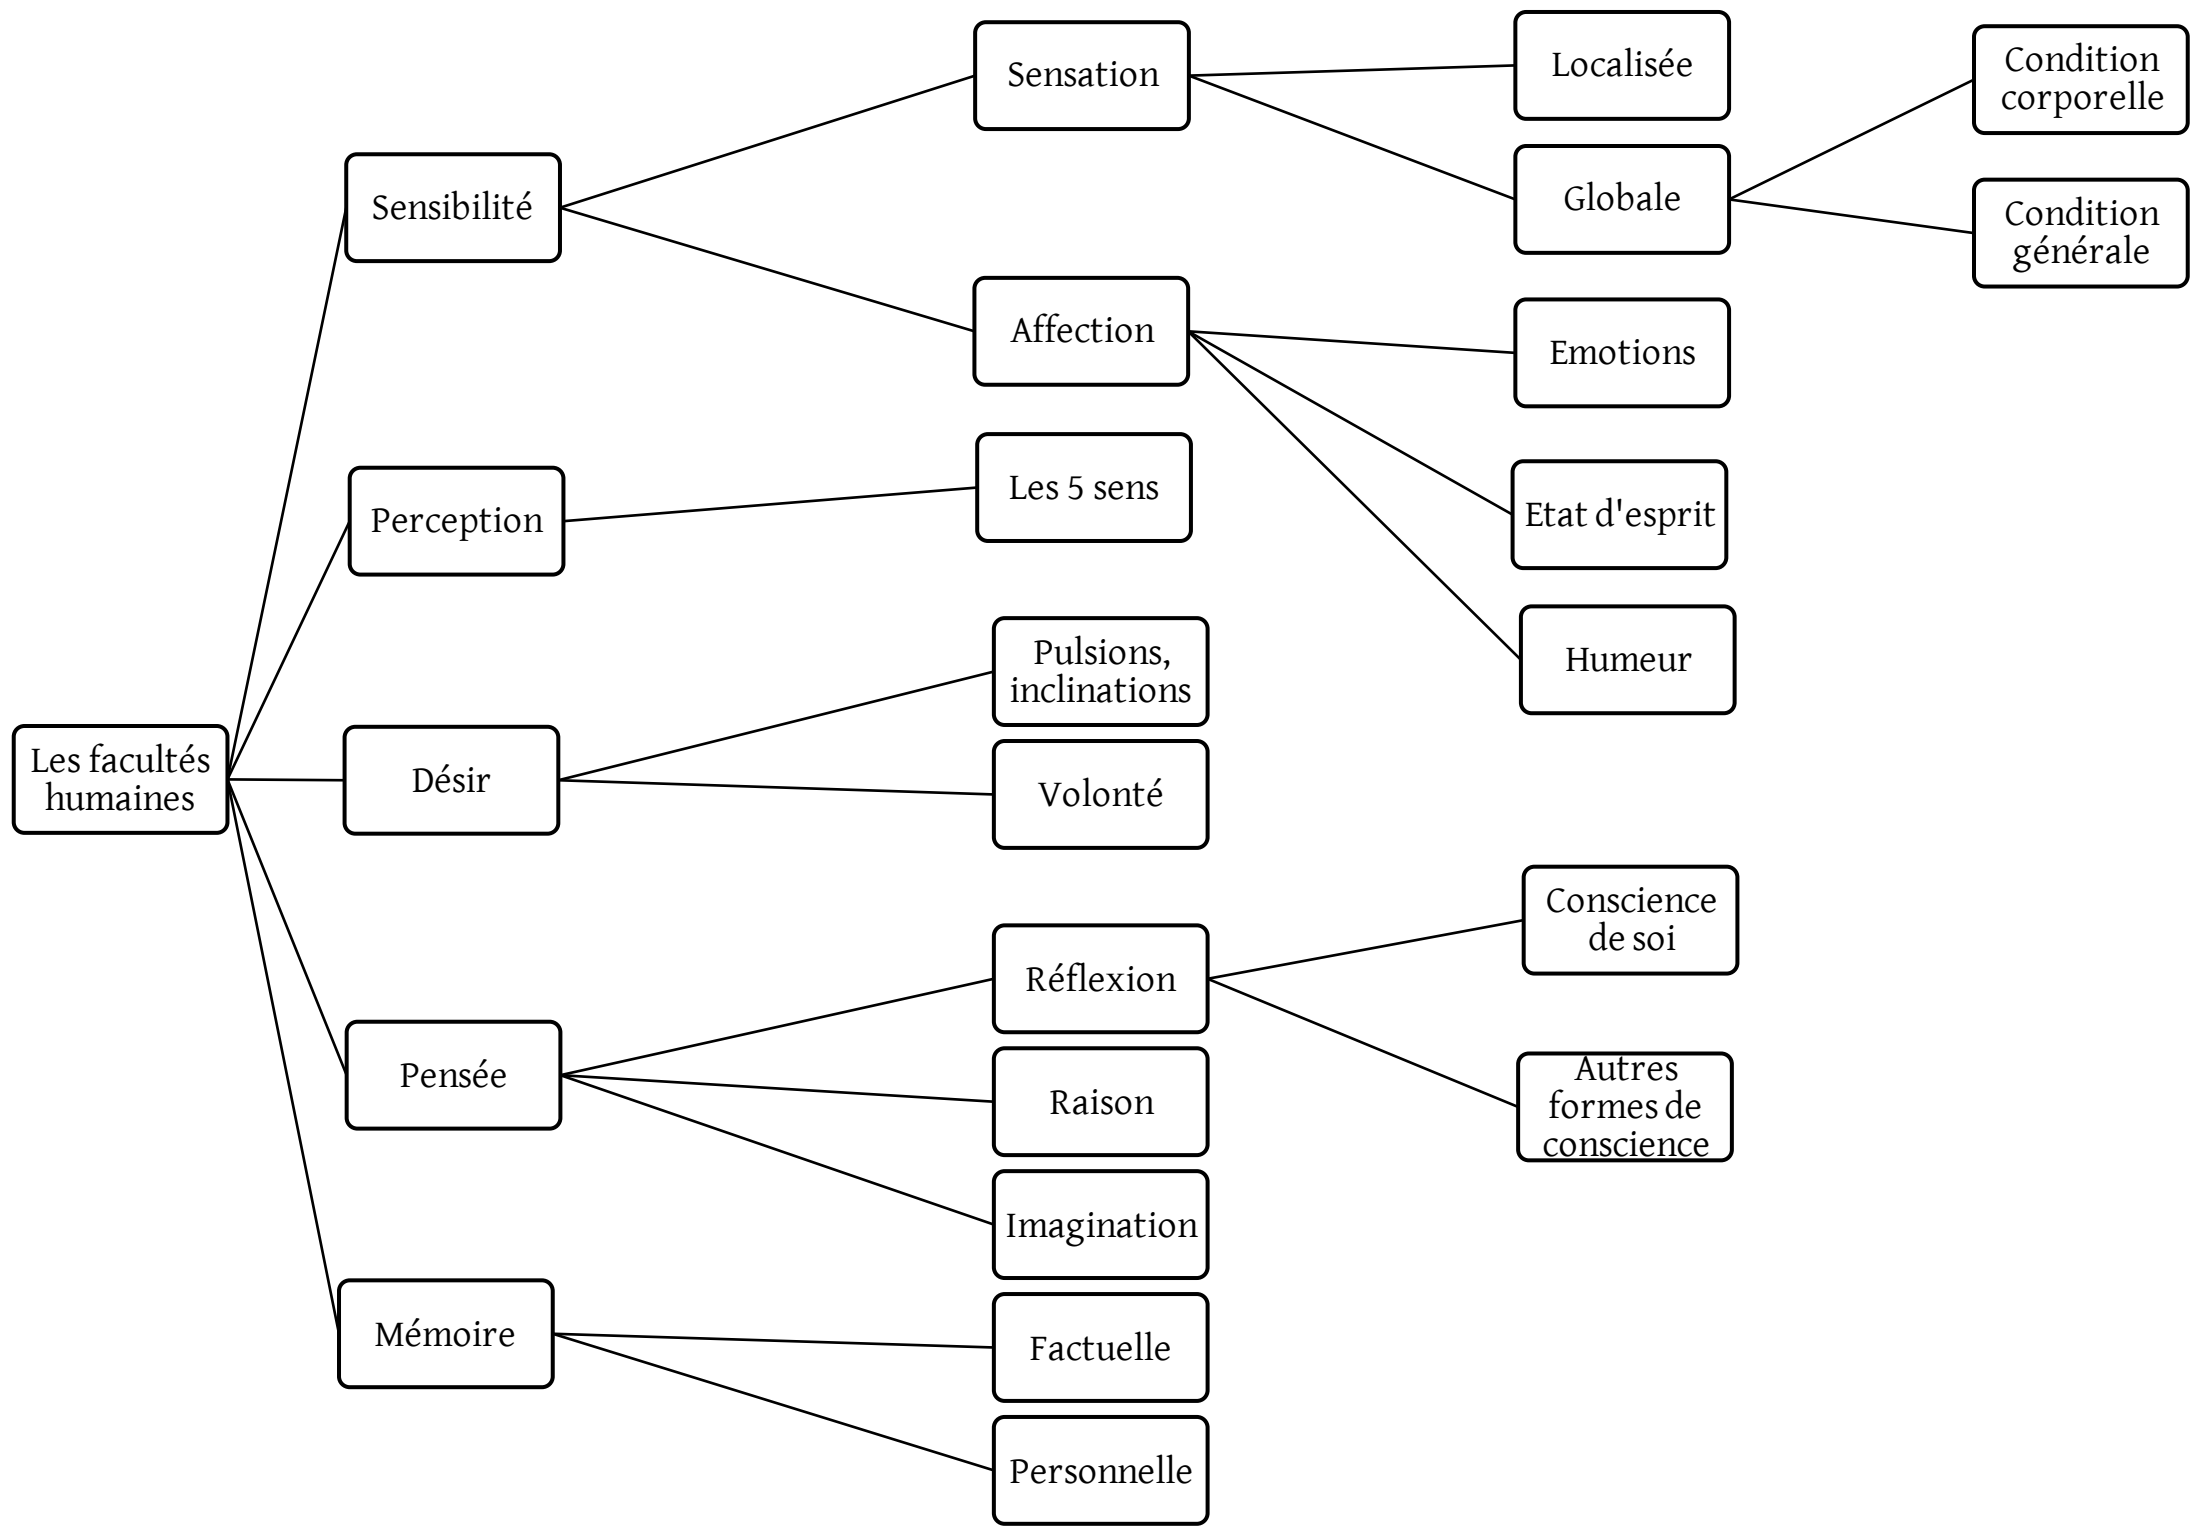 Les facultés
humaines
Sensibilité
Sensation
Localisée
Globale
Condition
corporelle
Condition
générale
Affection
Emotions
Etat d'esprit
Humeur
Perception
Les 5 sens
Désir
Pulsions,
inclinations
Volonté
Pensée
Réflexion
Conscience
de soi
Autres
formes de
conscience
Raison
Imagination
Mémoire
Factuelle
Personnelle